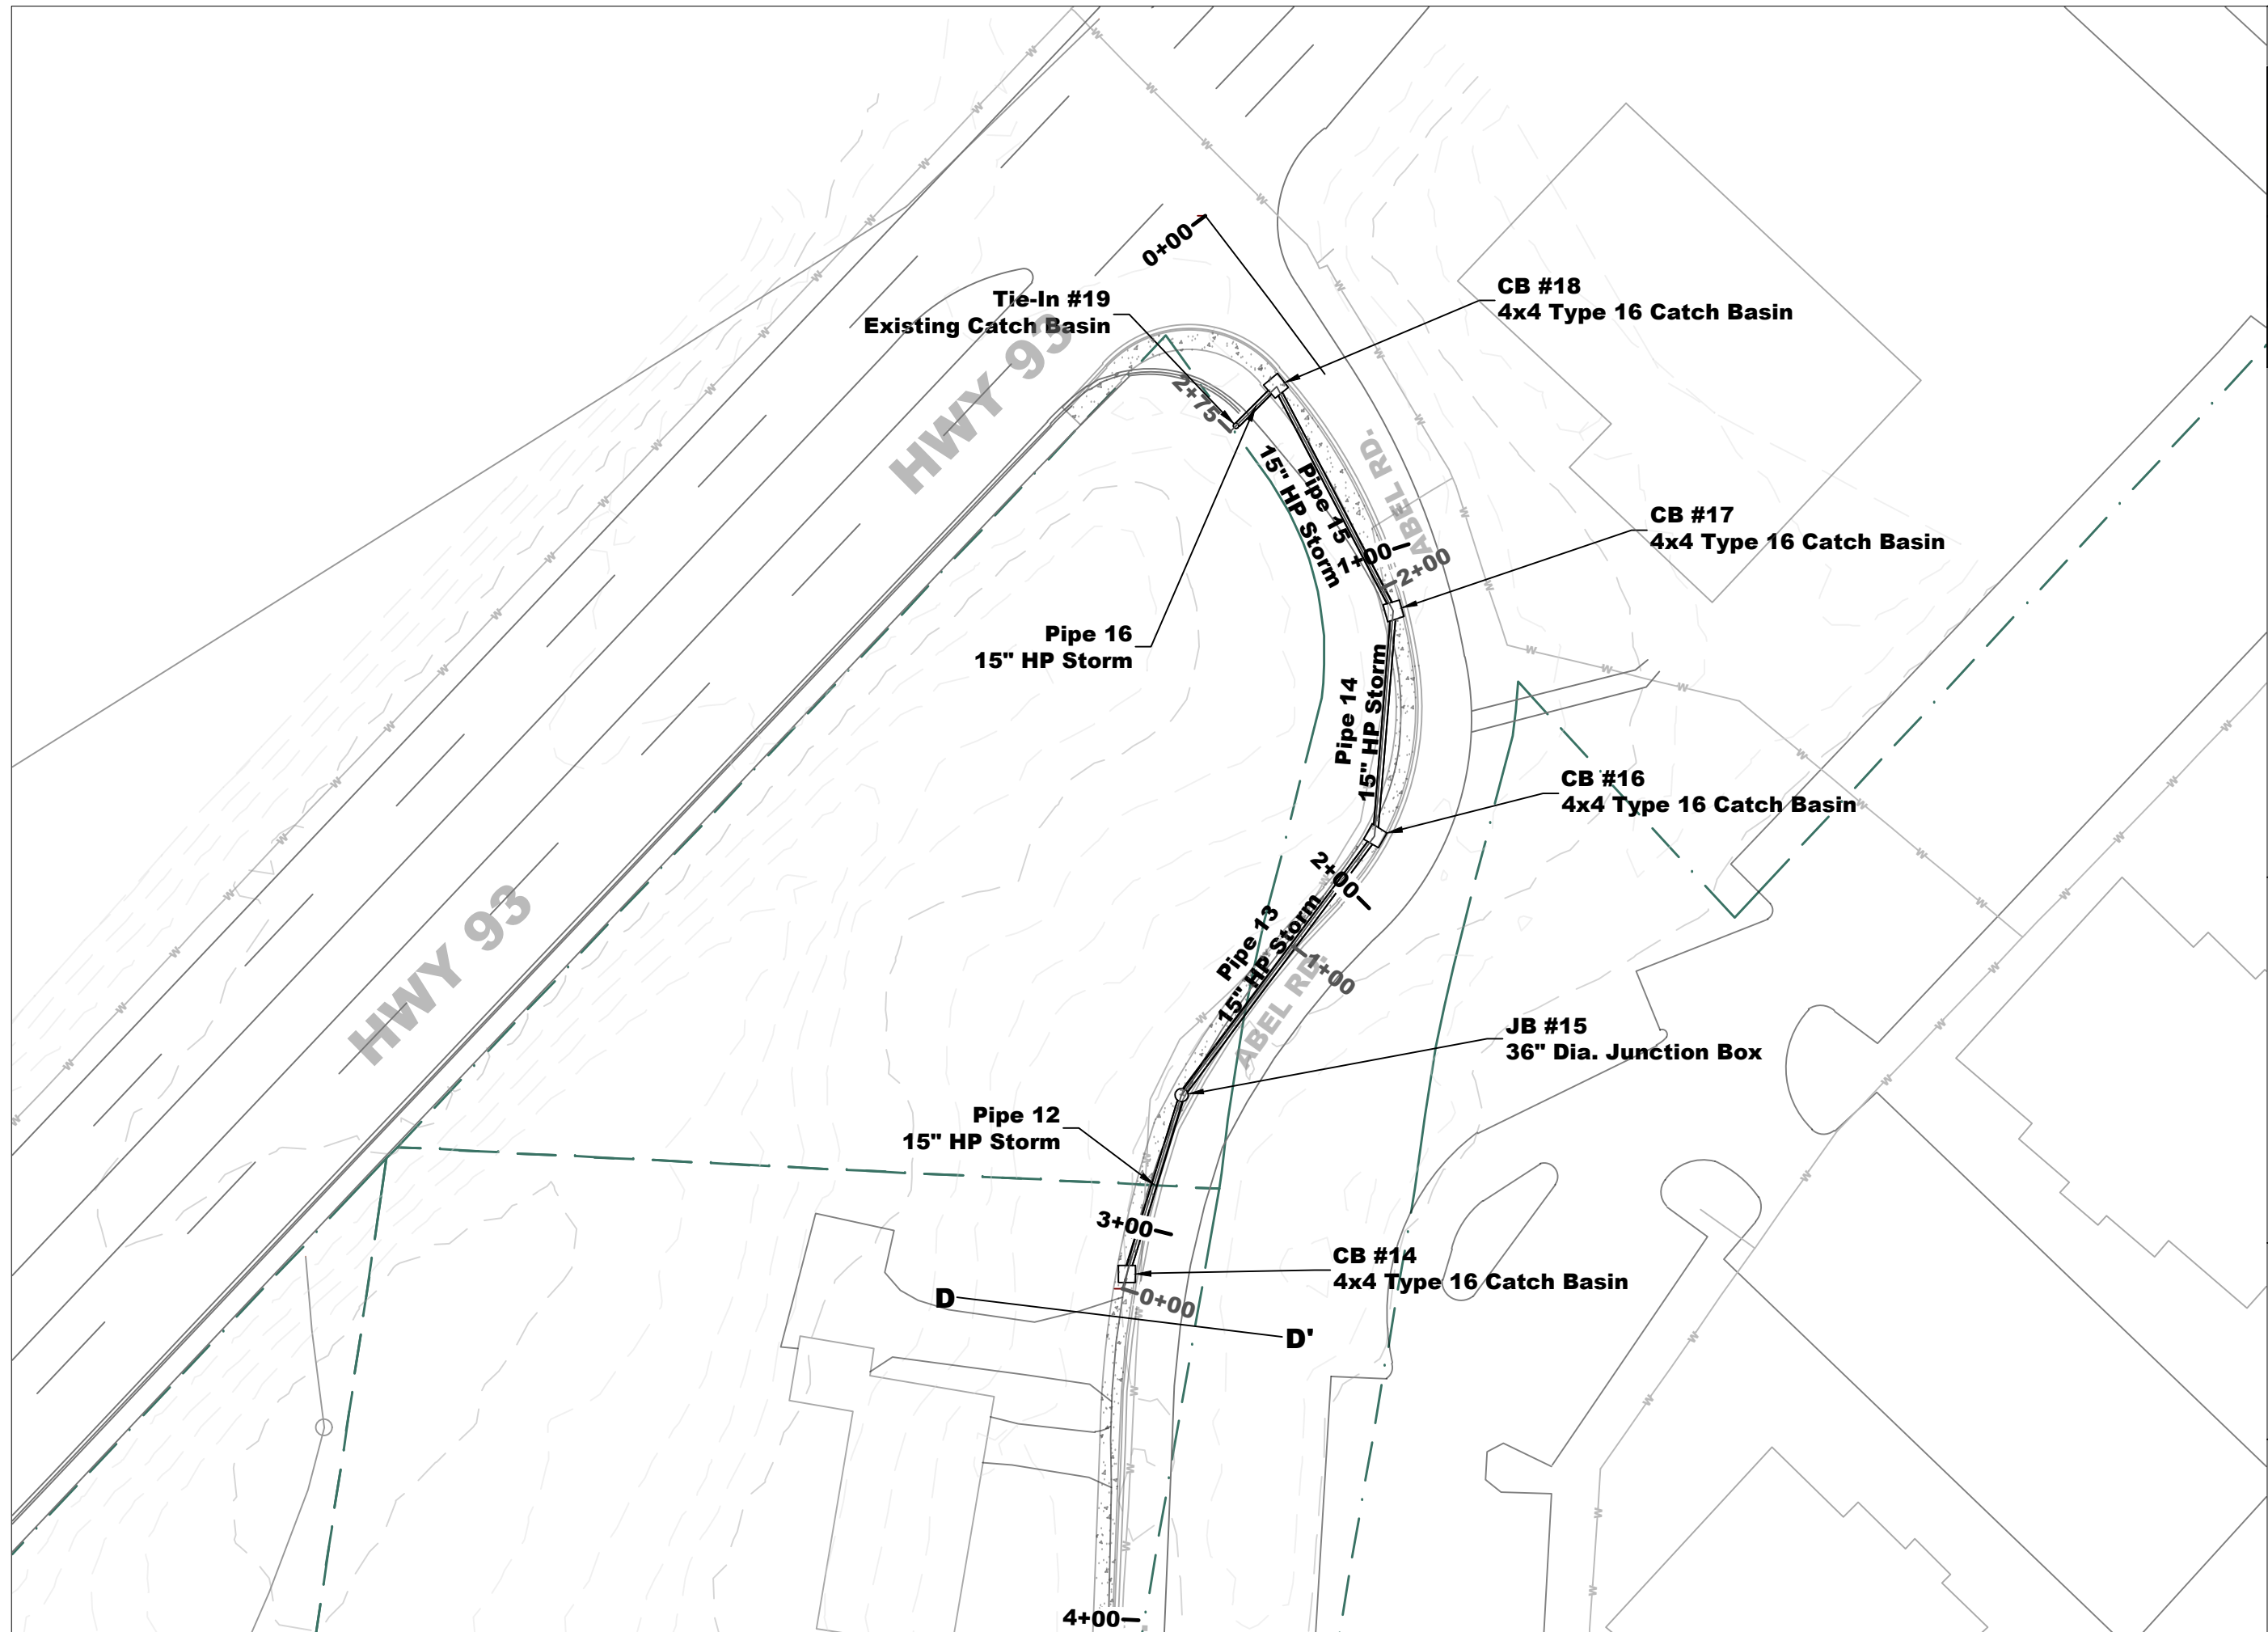 0+00
Tie-In #19
Existing Catch Basin
CB #18
4x4 Type 16 Catch Basin
HWY 93
2+75
ABEL RD.
Pipe 15
15" HP Storm
CB #17
4x4 Type 16 Catch Basin
1+00
2+00
Pipe 16
15" HP Storm
Pipe 14
15" HP Storm
CB #16
4x4 Type 16 Catch Basin
2+00
HWY 93
Pipe 13
15" HP Storm
1+00
ABEL RD.
JB #15
36" Dia. Junction Box
Pipe 12
15" HP Storm
3+00
CB #14
4x4 Type 16 Catch Basin
0+00
D
D'
4+00